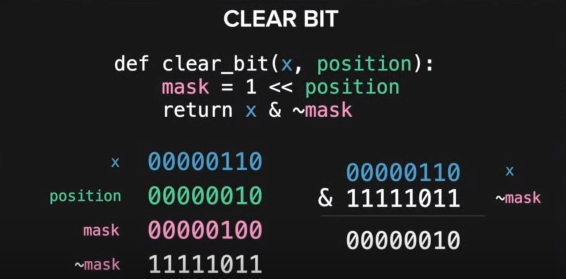 CLEAR BIT
def clear_bit(x, position):
    mask = 1 << position
    return x & ~mask
x 00000110
position 00000010
mask 00000100
~mask 11111011
00000110 x
& 11111011 ~mask
00000010